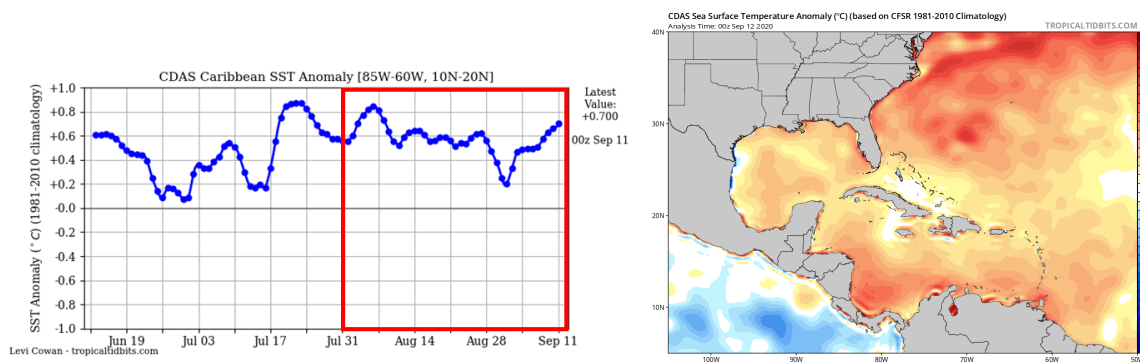 CDAS Caribbean SST Anomaly [85W-60W, 10N-20N]
SST Anomaly (°C) (1981-2010 climatology)
+1.0
+0.8
+0.6
+0.4
+0.2
-0.0
-0.2
-0.4
-0.6
-0.8
-1.0
Jun 19
Jul 03
Jul 17
Jul 31
Aug 14
Aug 28
Sep 11
Latest
Value:
+0.700
00z Sep 11
Levi Cowan - tropicaltidbits.com
CDAS Sea Surface Temperature Anomaly (°C) (based on CFSR 1981-2010 Climatology)
Analysis Time: 00z Sep 12 2020
TROPICALTIDBITS.COM
40N
30N
20N
10N
100W
90W
80W
70W
60W